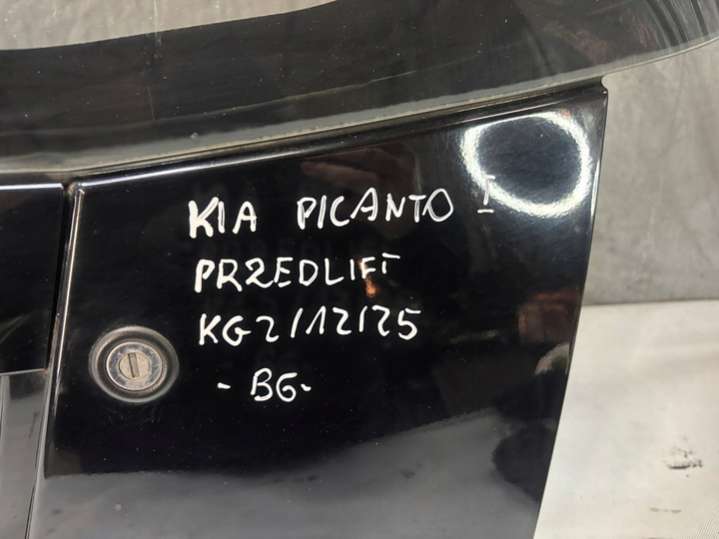 KIA PICANTO I
PRZEDLIFT
KG2/12/25
-BG-